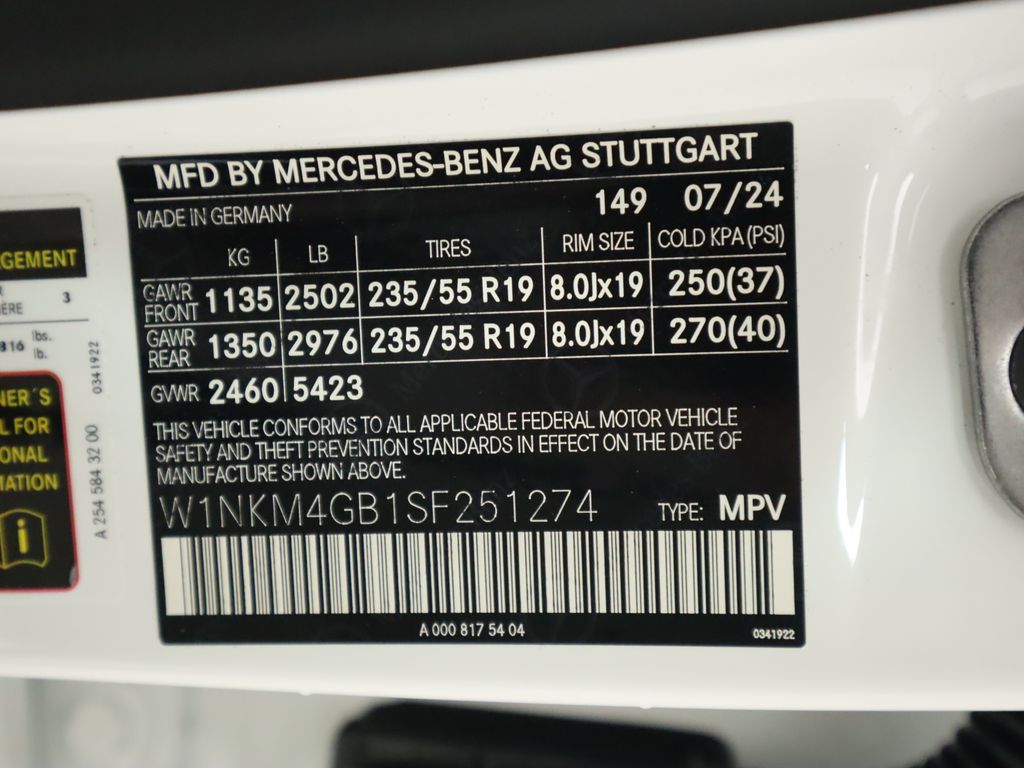 MFD BY MERCEDES-BENZ AG STUTTGART
MADE IN GERMANY 149 07/24
KG LB TIRES RIM SIZE COLD KPA (PSI)
GAWR FRONT 1135 2502 235/55 R19 8.0Jx19 250(37)
GAWR REAR 1350 2976 235/55 R19 8.0Jx19 270(40)
GVWR 2460 5423
THIS VEHICLE CONFORMS TO ALL APPLICABLE FEDERAL MOTOR VEHICLE
SAFETY AND THEFT PREVENTION STANDARDS IN EFFECT ON THE DATE OF
MANUFACTURE SHOWN ABOVE.
W1NKM4GB1SF251274 TYPE: MPV
A 000 817 54 04 0341922
3
lbs.
lb.
A 254 584 32 00 0341922